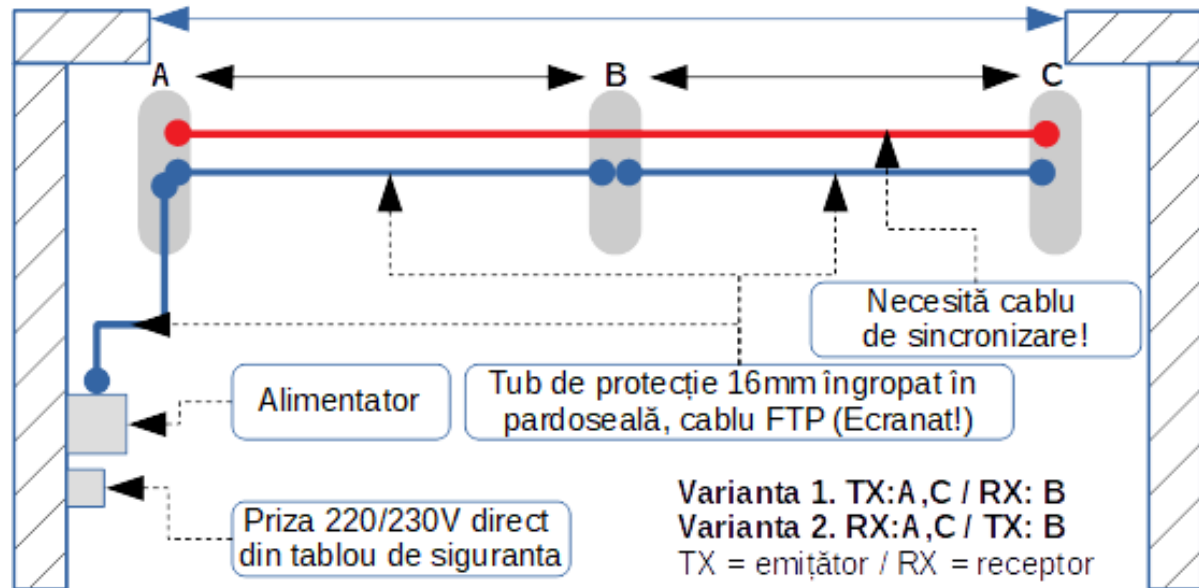 A
B
C
Necesită cablu
de sincronizare!
Alimentator
Tub de protecție 16mm îngropat în
pardoseală, cablu FTP (Ecranat!)
Priza 220/230V direct
din tablou de siguranta
Varianta 1. TX:A,C / RX: B
Varianta 2. RX:A,C / TX: B
TX = emițător / RX = receptor